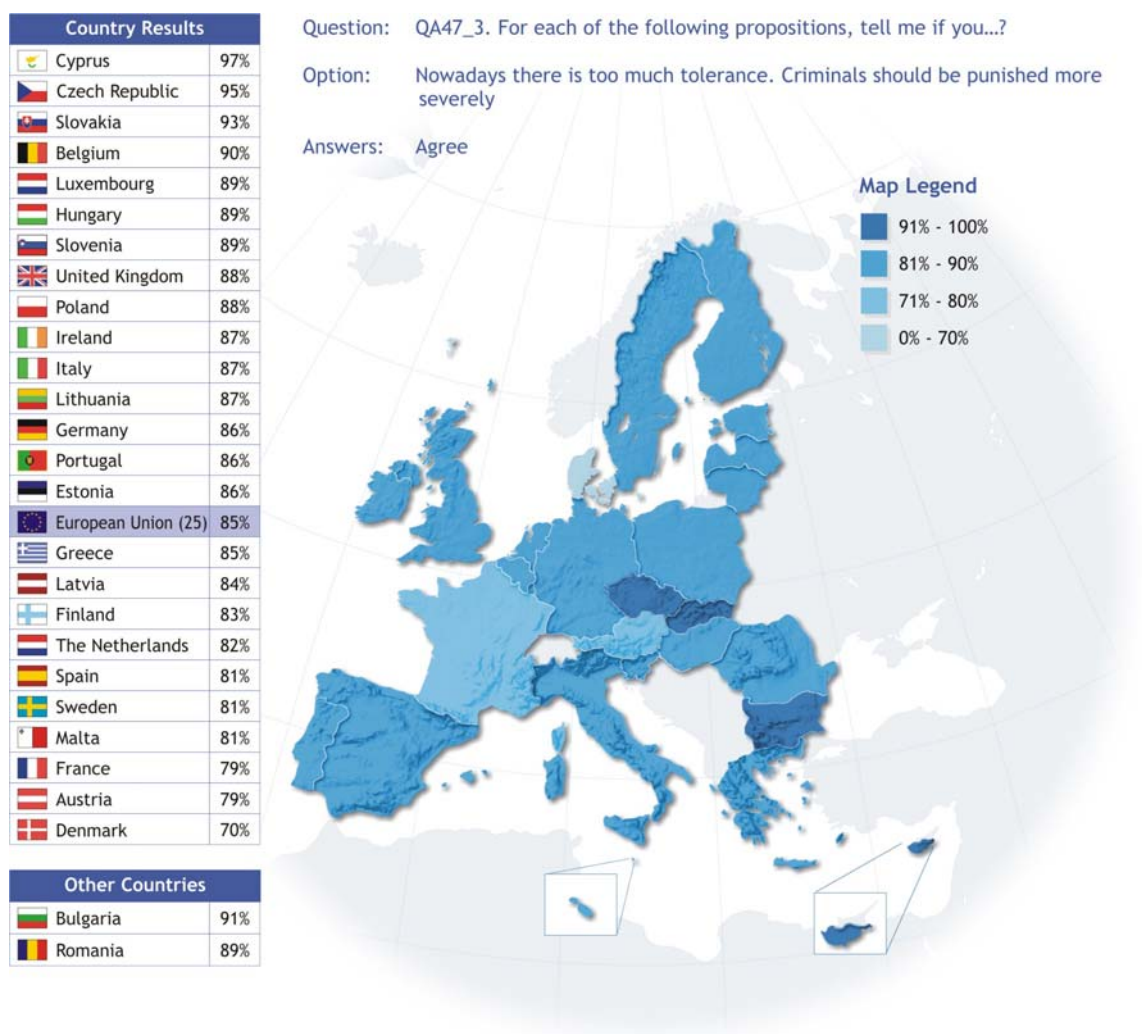 Country Results
Cyprus 97%
Czech Republic 95%
Slovakia 93%
Belgium 90%
Luxembourg 89%
Hungary 89%
Slovenia 89%
United Kingdom 88%
Poland 88%
Ireland 87%
Italy 87%
Lithuania 87%
Germany 86%
Portugal 86%
Estonia 86%
European Union (25) 85%
Greece 85%
Latvia 84%
Finland 83%
The Netherlands 82%
Spain 81%
Sweden 81%
Malta 81%
France 79%
Austria 79%
Denmark 70%
Other Countries
Bulgaria 91%
Romania 89%
Question: QA47_3. For each of the following propositions, tell me if you...?
Option: Nowadays there is too much tolerance. Criminals should be punished more
severely
Answers: Agree
Map Legend
91% - 100%
81% - 90%
71% - 80%
0% - 70%